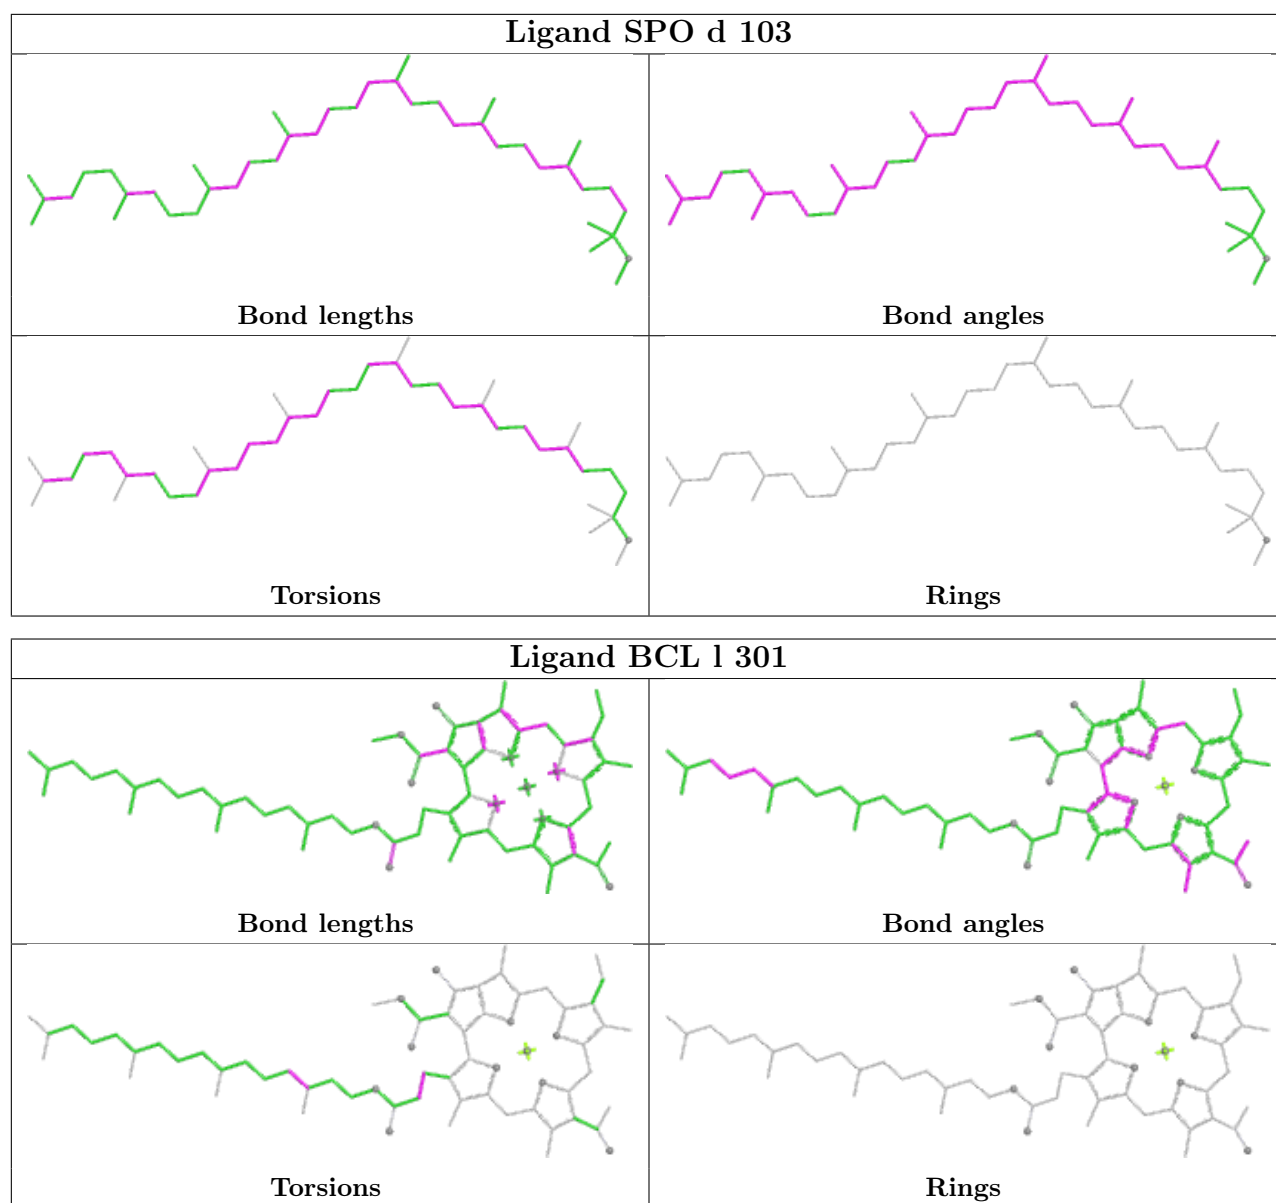 Ligand SPO d 103
Bond lengths
Bond angles
Torsions
Rings
Ligand BCL l 301
Bond lengths
Bond angles
Torsions
Rings